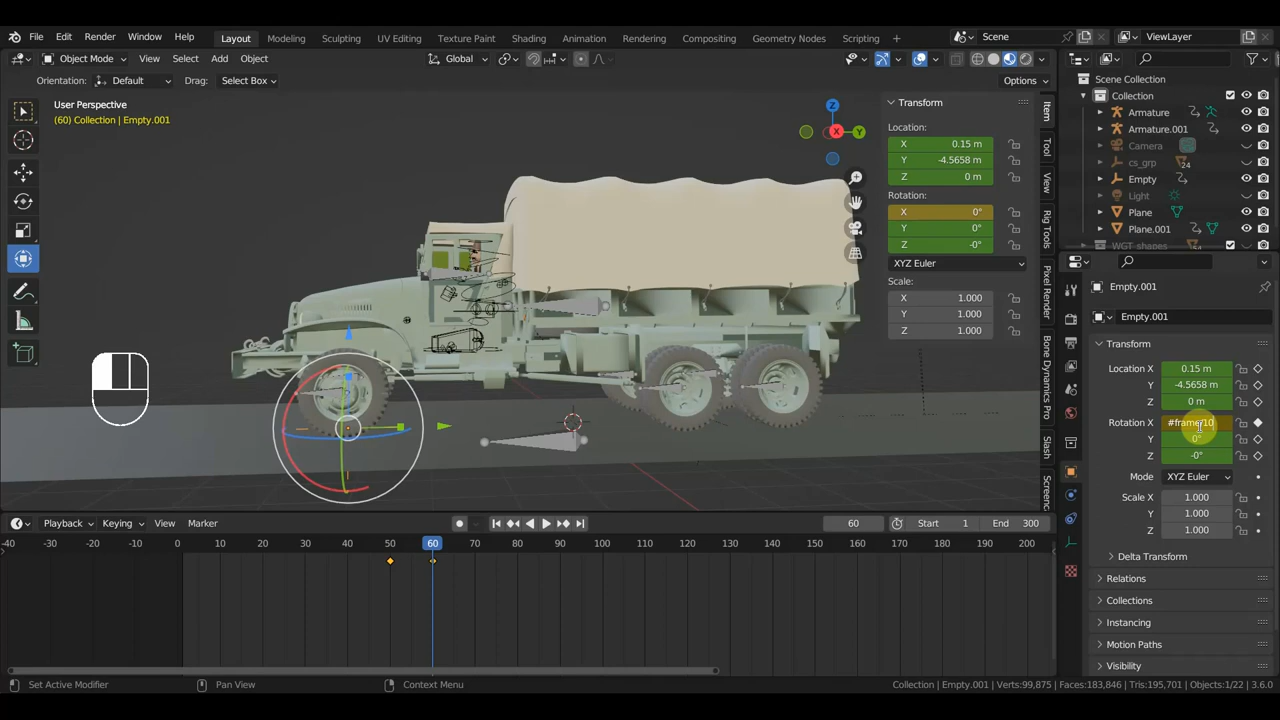 File Edit Render Window Help Layout Modeling Sculpting UV Editing Texture Paint Shading Animation Rendering Compositing Geometry Nodes Scripting + Scene ViewLayer
Object Mode View Select Add Object Global
Orientation: Default Drag: Select Box Options
User Perspective
(60) Collection | Empty.001
Transform
Location:
X 0.15 m
Y -4.5658 m
Z 0 m
Rotation:
X 0°
Y 0°
Z -0°
XYZ Euler
Scale:
X 1.000
Y 1.000
Z 1.000
Z
X
Y
Item
Tool
View
Rig Tools
Pixel Render
Bone Dynamics Pro
Slash
Screenc
Scene Collection
Collection
Armature
Armature.001
Camera
cs_grp 24
Empty
Light
Plane
Plane.001
WGT_shapes
Empty.001
Empty.001
Transform
Location X 0.15 m
Y -4.5658 m
Z 0 m
Rotation X #frame/10
Y 0°
Z -0°
Mode XYZ Euler
Scale X 1.000
Y 1.000
Z 1.000
Delta Transform
Relations
Collections
Instancing
Motion Paths
Visibility
Playback Keying View Marker 60 Start 1 End 300
-40 -30 -20 -10 0 10 20 30 40 50 60 70 80 90 100 110 120 130 140 150 160 170 180 190 200
Set Active Modifier Pan View Context Menu Collection | Empty.001 | Verts:99,875 | Faces:183,846 | Tris:195,701 | Objects:1/22 | 3.6.0